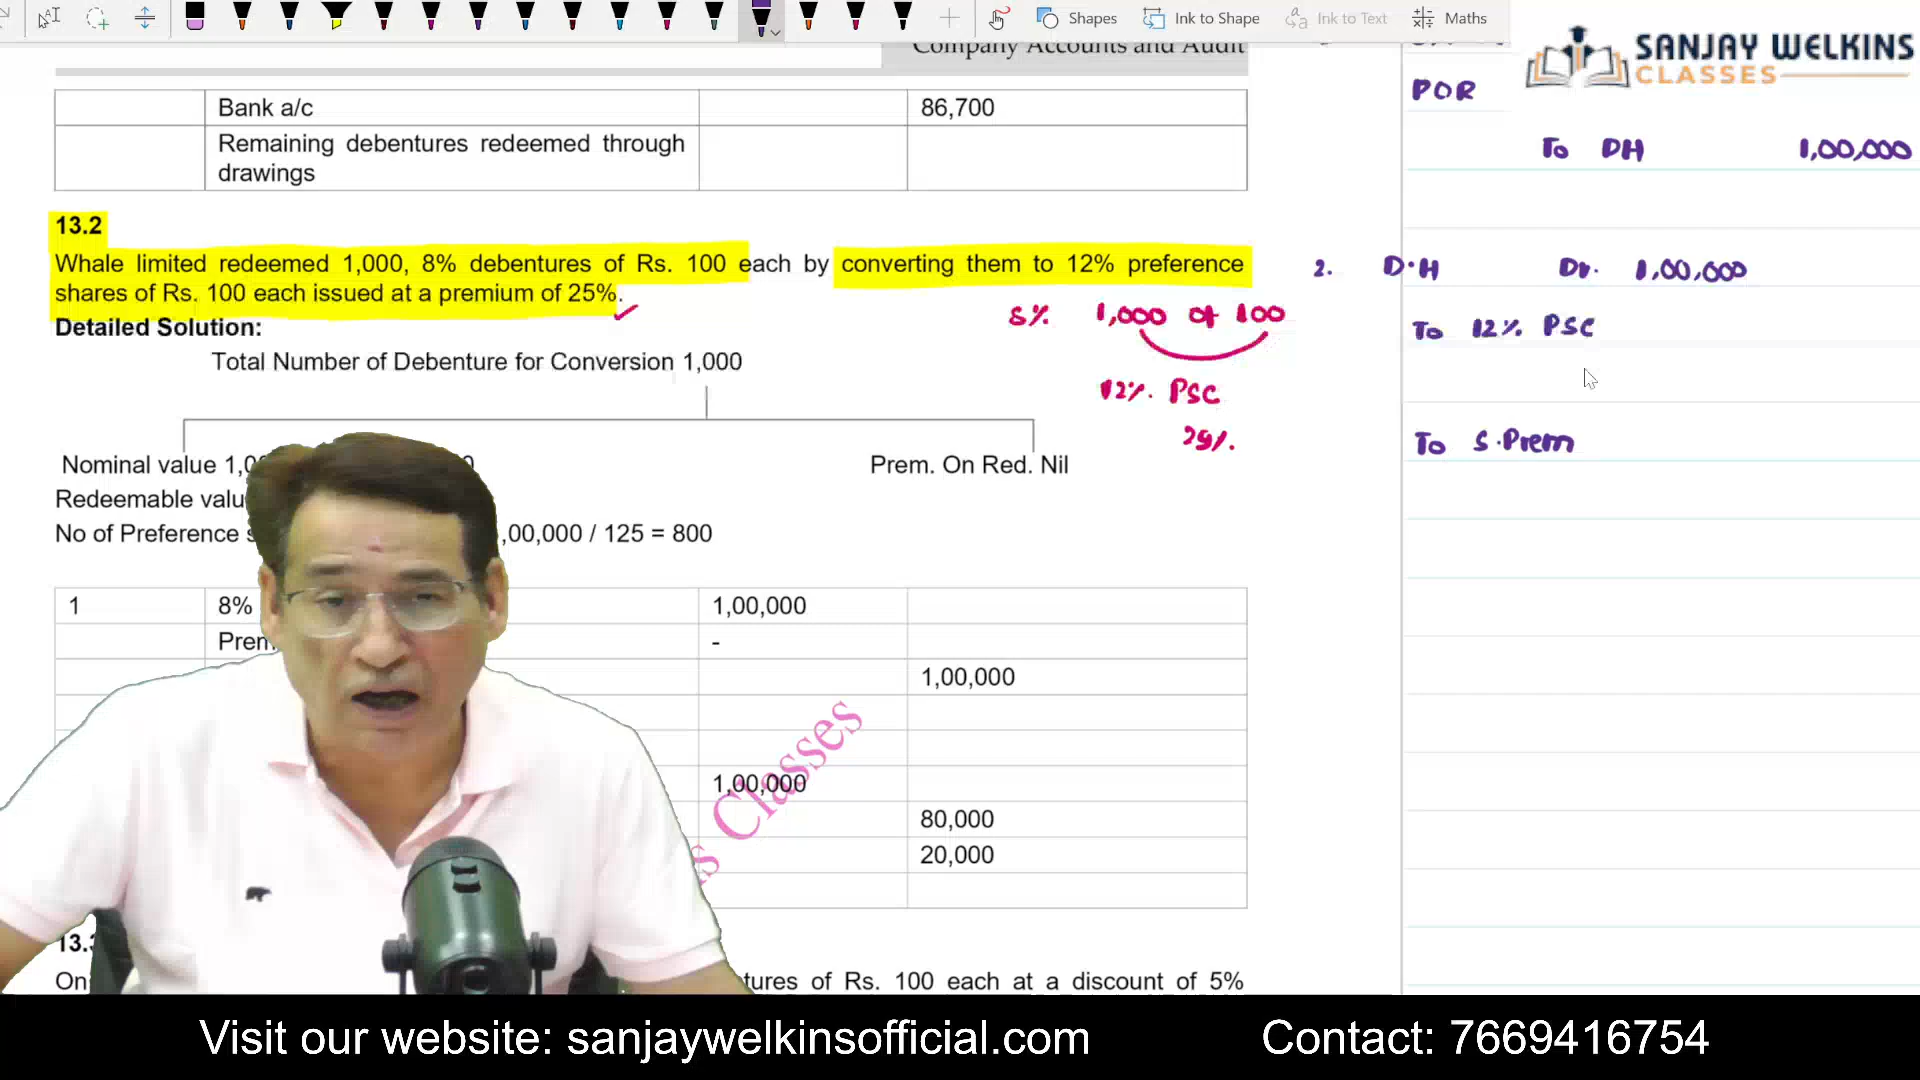 Shapes Ink to Shape Ink to Text Maths
Company Accounts and Audit
SANJAY WELKINS
CLASSES
Bank a/c 86,700
Remaining debentures redeemed through
drawings
13.2
Whale limited redeemed 1,000, 8% debentures of Rs. 100 each by converting them to 12% preference
shares of Rs. 100 each issued at a premium of 25%.
Detailed Solution:
Total Number of Debenture for Conversion 1,000
Nominal value 1,0
Prem. On Red. Nil
Redeemable valu
No of Preference s ,00,000 / 125 = 800
1 8% 1,00,000
Prem -
1,00,000
1,00,000
80,000
20,000
Classes
13.
On tures of Rs. 100 each at a discount of 5%
8% 1,000 of 100
12% PSC
25%.
POR
To DH 1,00,000
2. D.H Dr. 1,00,000
To 12% PSC
To S.Prem
Visit our website: sanjaywelkinsofficial.com Contact: 7669416754